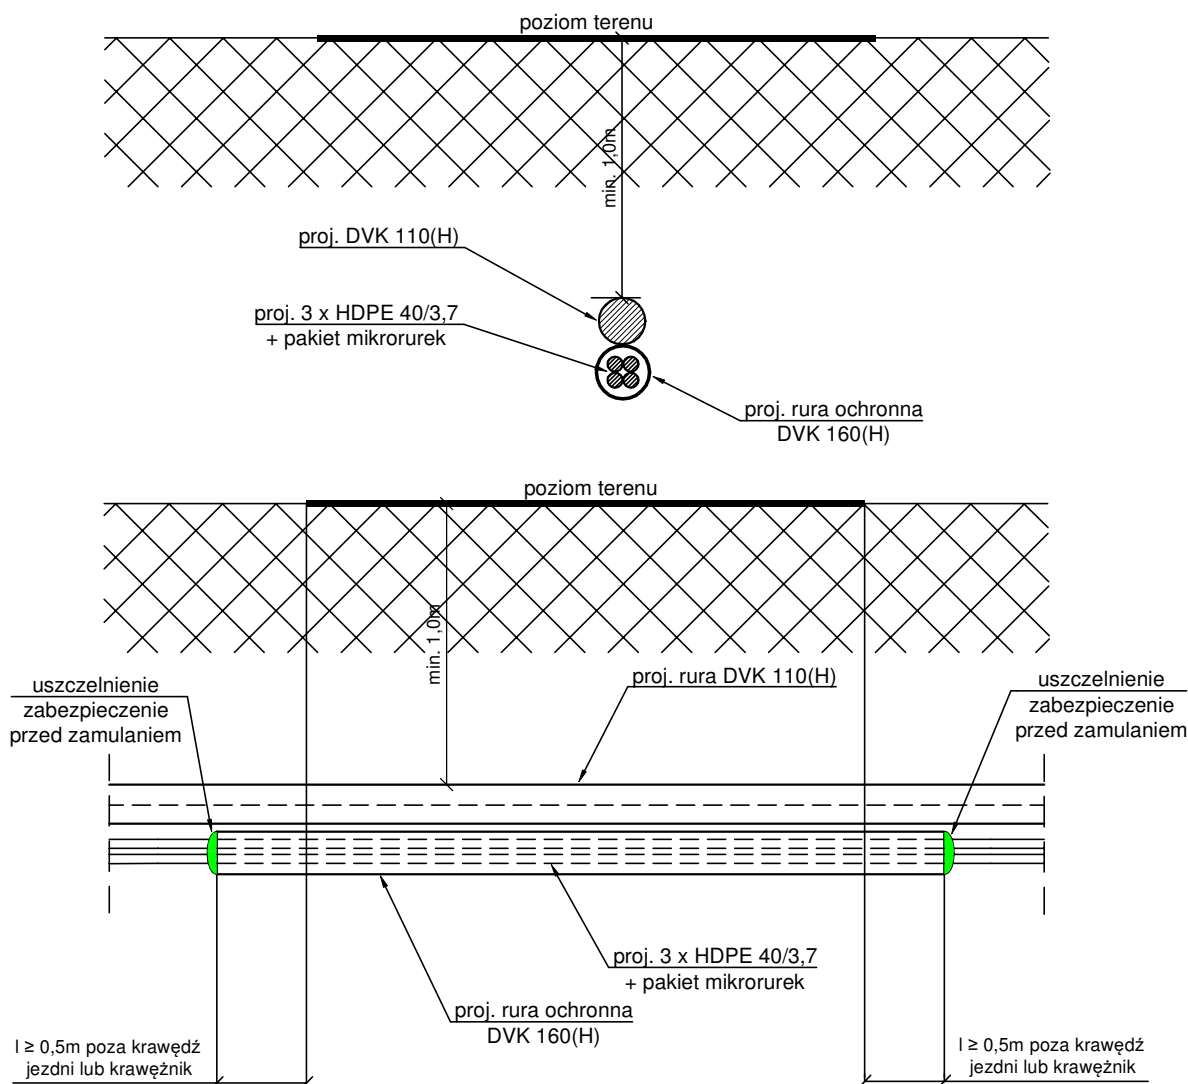 poziom terenu
min. 1,0m
proj. DVK 110(H)
proj. 3 x HDPE 40/3,7
+ pakiet mikrorurek
proj. rura ochronna
DVK 160(H)
poziom terenu
min. 1,0m
proj. rura DVK 110(H)
uszczelnienie
zabezpieczenie
przed zamulaniem
uszczelnienie
zabezpieczenie
przed zamulaniem
proj. 3 x HDPE 40/3,7
+ pakiet mikrorurek
proj. rura ochronna
DVK 160(H)
l ≥ 0,5m poza krawędź
jezdni lub krawężnik
l ≥ 0,5m poza krawędź
jezdni lub krawężnik